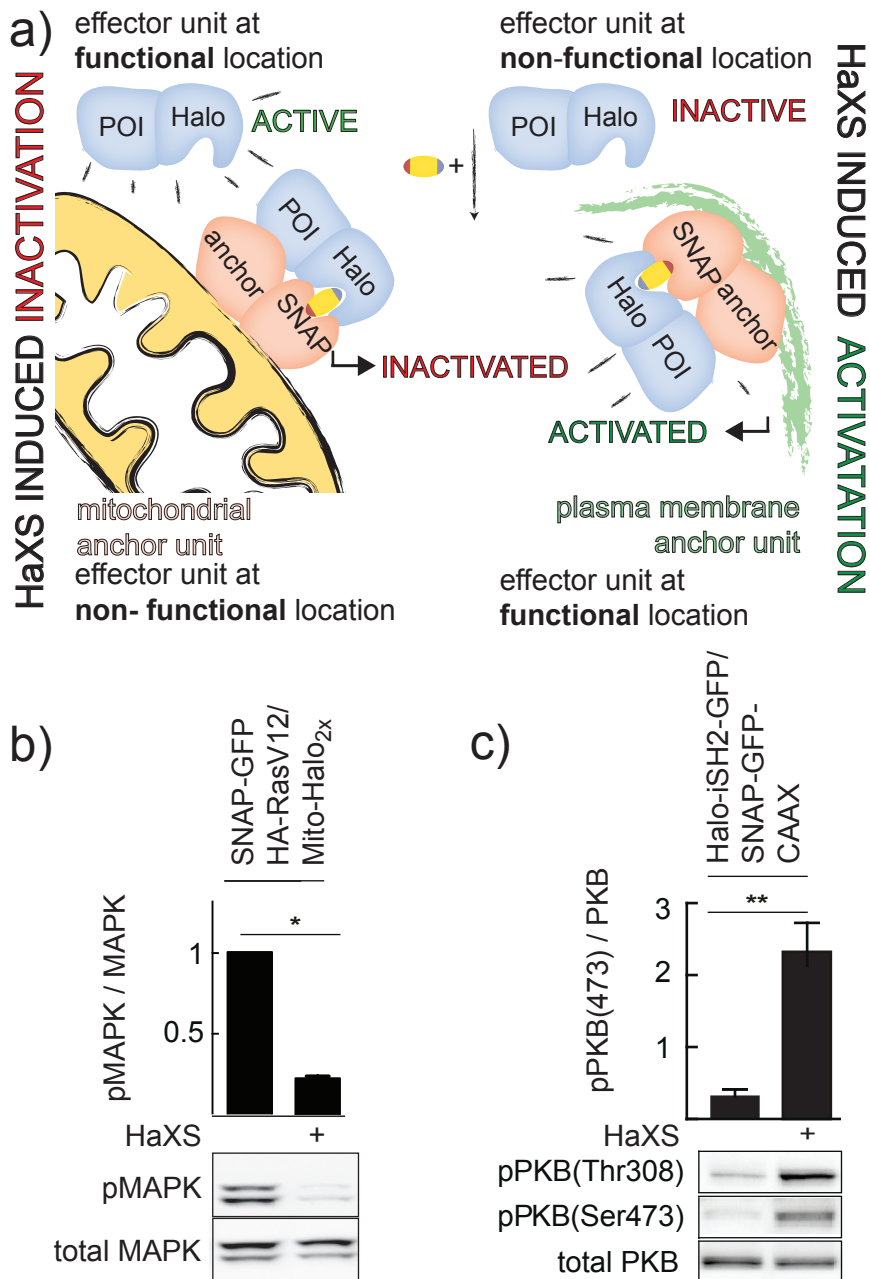 a)
effector unit at
functional location
effector unit at
non-functional location
HaXS INDUCED INACTIVATION
HaXS INDUCED ACTIVATATION
POI
Halo
ACTIVE
POI
Halo
INACTIVE
+
anchor
POI
Halo
SNAP
INACTIVATED
SNAP
anchor
Halo
POI
ACTIVATED
mitochondrial
anchor unit
effector unit at
non- functional location
plasma membrane
anchor unit
effector unit at
functional location
b)
SNAP-GFP
HA-RasV12/
Mito-Halo2x
pMAPK / MAPK
1
0.5
*
HaXS +
pMAPK
total MAPK
c)
Halo-iSH2-GFP/
SNAP-GFP-
CAAX
pPKB(473) / PKB
3
2
1
**
HaXS +
pPKB(Thr308)
pPKB(Ser473)
total PKB